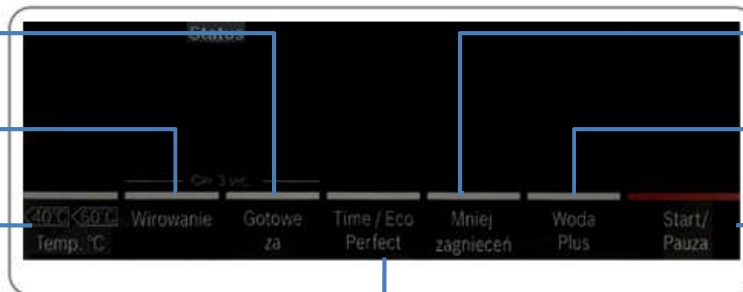 Status
3 sec.
40°C 60°C
Temp. °C
Wirowanie
Gotowe
za
Time / Eco
Perfect
Mniej
zagnieceń
Woda
Plus
Start/
Pauza